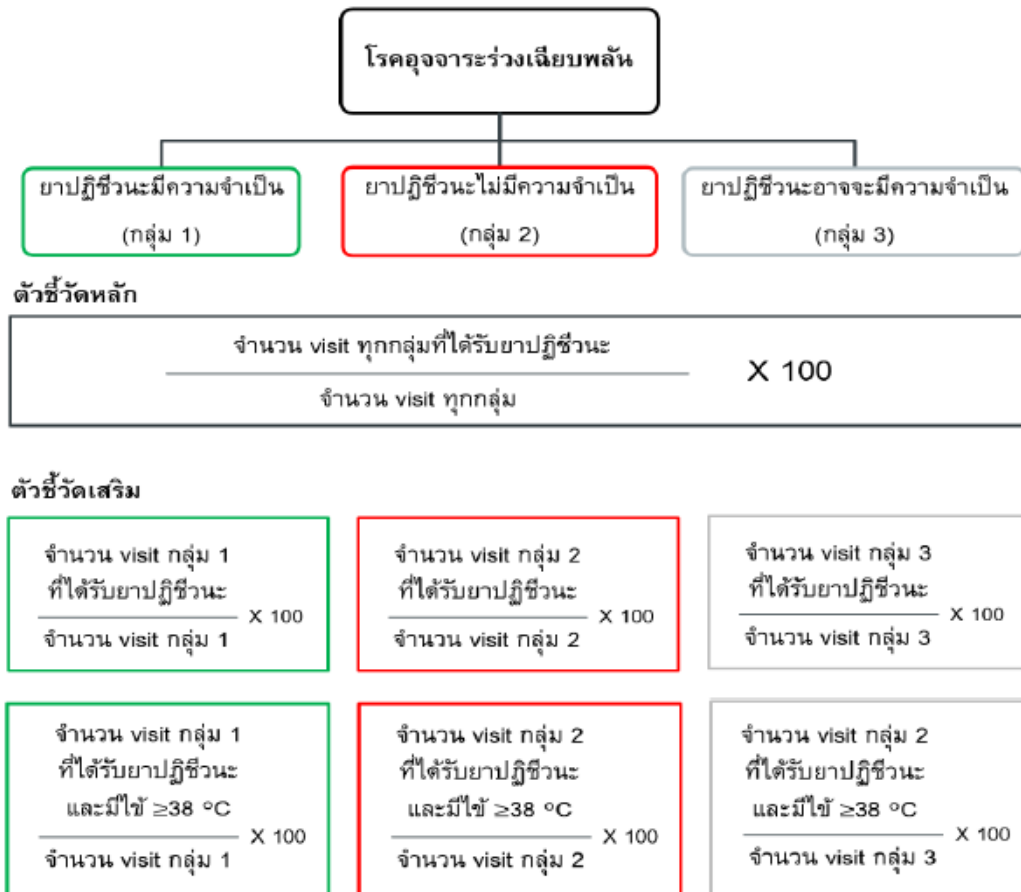 โรคอุจจาระร่วงเฉียบพลัน
ยาปฏิชีวนะมีความจำเป็น
(กลุ่ม 1)
ยาปฏิชีวนะไม่มีความจำเป็น
(กลุ่ม 2)
ยาปฏิชีวนะอาจจะมีความจำเป็น
(กลุ่ม 3)
ตัวชี้วัดหลัก
จำนวน visit ทุกกลุ่มที่ได้รับยาปฏิชีวนะ
จำนวน visit ทุกกลุ่ม
X 100
ตัวชี้วัดเสริม
จำนวน visit กลุ่ม 1
ที่ได้รับยาปฏิชีวนะ
จำนวน visit กลุ่ม 1
X 100
จำนวน visit กลุ่ม 2
ที่ได้รับยาปฏิชีวนะ
จำนวน visit กลุ่ม 2
X 100
จำนวน visit กลุ่ม 3
ที่ได้รับยาปฏิชีวนะ
จำนวน visit กลุ่ม 3
X 100
จำนวน visit กลุ่ม 1
ที่ได้รับยาปฏิชีวนะ
และมีไข้ ≥38 ºC
จำนวน visit กลุ่ม 1
X 100
จำนวน visit กลุ่ม 2
ที่ได้รับยาปฏิชีวนะ
และมีไข้ ≥38 ºC
จำนวน visit กลุ่ม 2
X 100
จำนวน visit กลุ่ม 2
ที่ได้รับยาปฏิชีวนะ
และมีไข้ ≥38 ºC
จำนวน visit กลุ่ม 3
X 100